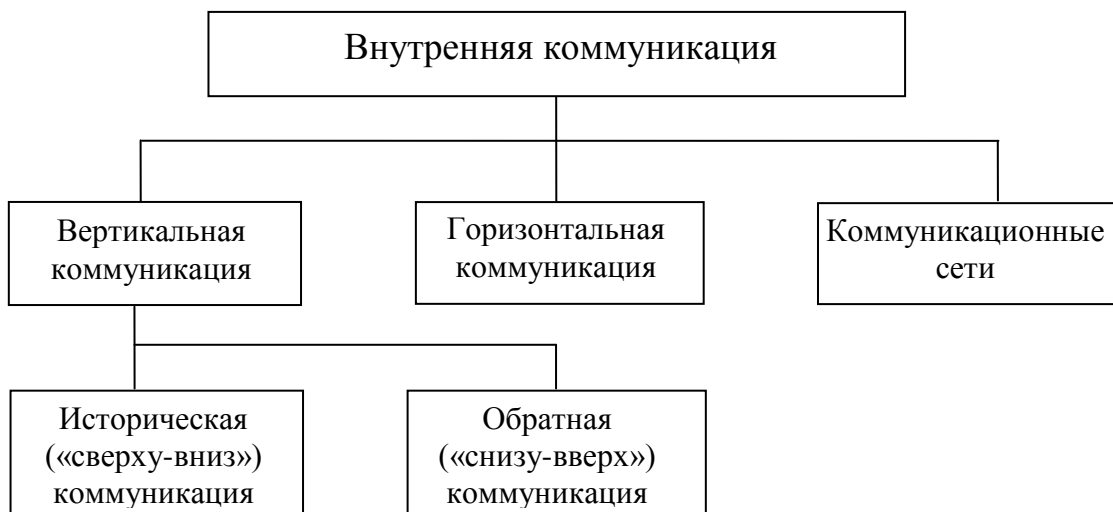 Внутренняя коммуникация
Вертикальная
коммуникация
Горизонтальная
коммуникация
Коммуникационные
сети
Историческая
(«сверху-вниз»)
коммуникация
Обратная
(«снизу-вверх»)
коммуникация